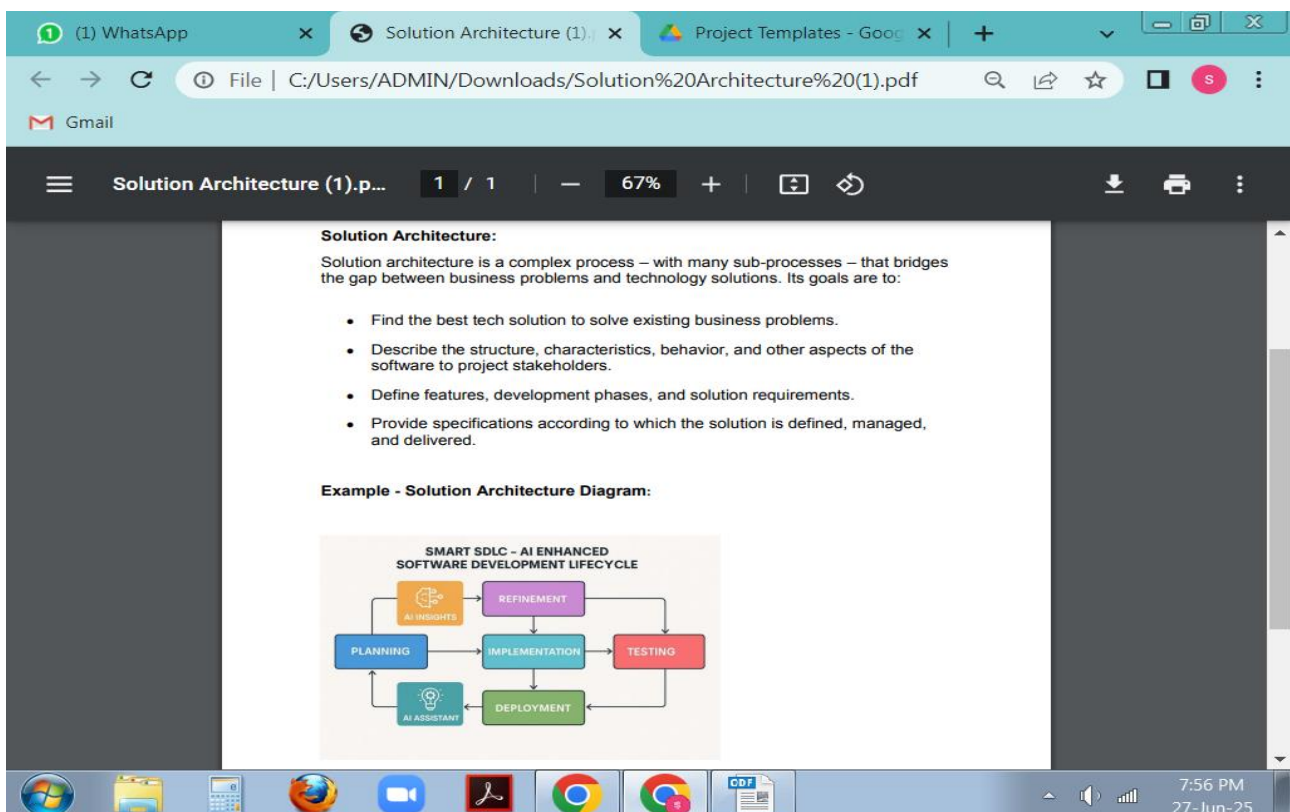 (1) WhatsApp
Solution Architecture (1).
Project Templates - Goog
File | C:/Users/ADMIN/Downloads/Solution%20Architecture%20(1).pdf
S
Gmail
Solution Architecture (1).p...
1 / 1
67%
Solution Architecture:
Solution architecture is a complex process – with many sub-processes – that bridges
the gap between business problems and technology solutions. Its goals are to:
• Find the best tech solution to solve existing business problems.
• Describe the structure, characteristics, behavior, and other aspects of the
software to project stakeholders.
• Define features, development phases, and solution requirements.
• Provide specifications according to which the solution is defined, managed,
and delivered.
Example - Solution Architecture Diagram:
SMART SDLC – AI ENHANCED
SOFTWARE DEVELOPMENT LIFECYCLE
AI INSIGHTS
REFINEMENT
PLANNING
IMPLEMENTATION
TESTING
AI ASSISTANT
DEPLOYMENT
ODF
7:56 PM
27-Jun-25